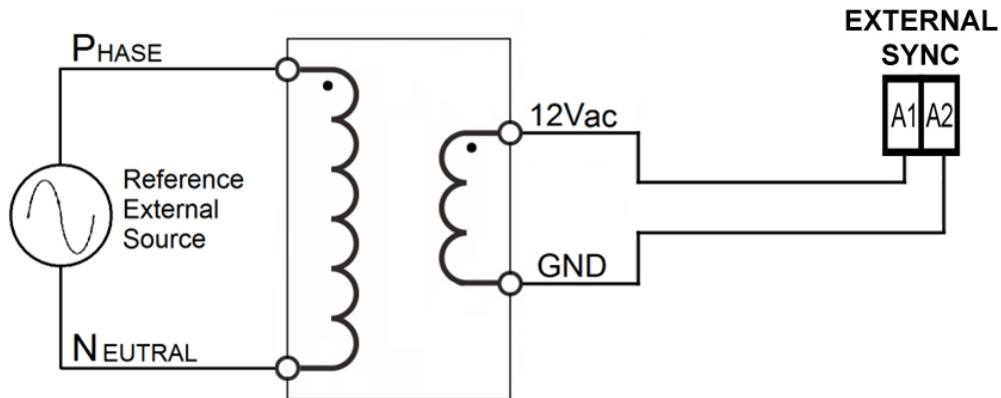 EXTERNAL
SYNC
PHASE
12Vac
A1 A2
Reference
External
Source
GND
NEUTRAL